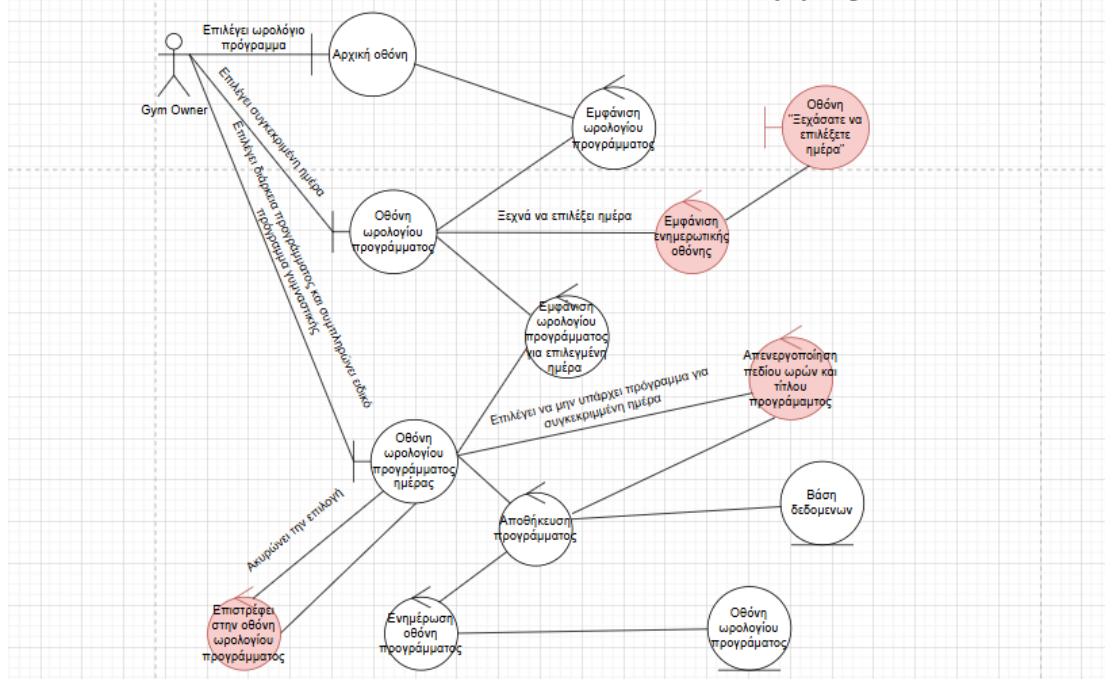 Επιλέγει ωρολόγιο
πρόγραμμα
Αρχική οθόνη
Gym Owner
Επιλέγει συγκεκριμένη ημέρα
Επιλέγει διάρκεια προγράμματος και συμπληρώνει ειδικό
πρόγραμμα γυμναστικής
Εμφάνιση
ωρολογίου
προγράμματος
Οθόνη
"Ξεχάσατε να
επιλέξετε
ημέρα"
Οθόνη
ωρολογίου
προγράμματος
Ξεχνά να επιλέξει ημέρα
Εμφάνιση
ενημερωτικής
οθόνης
Εμφάνιση
ωρολογίου
προγράμματος
για επιλεγμένη
ημέρα
Απενεργοποίηση
πεδίου ωρών και
τίτλου
προγράμαμτος
Επιλέγει να μην υπάρχει πρόγραμμα για
συγκεκριμμένη ημέρα
Οθόνη
ωρολογίου
προγράμματος
ημέρας
Βάση
δεδομενων
Αποθήκευση
προγράμματος
Ακυρώνει την επιλογή
Επιστρέφει
στην οθόνη
ωρολογίου
προγράμματος
Ενημέρωση
οθόνη
προγράμματος
Οθόνη
ωρολογίου
προγράματος